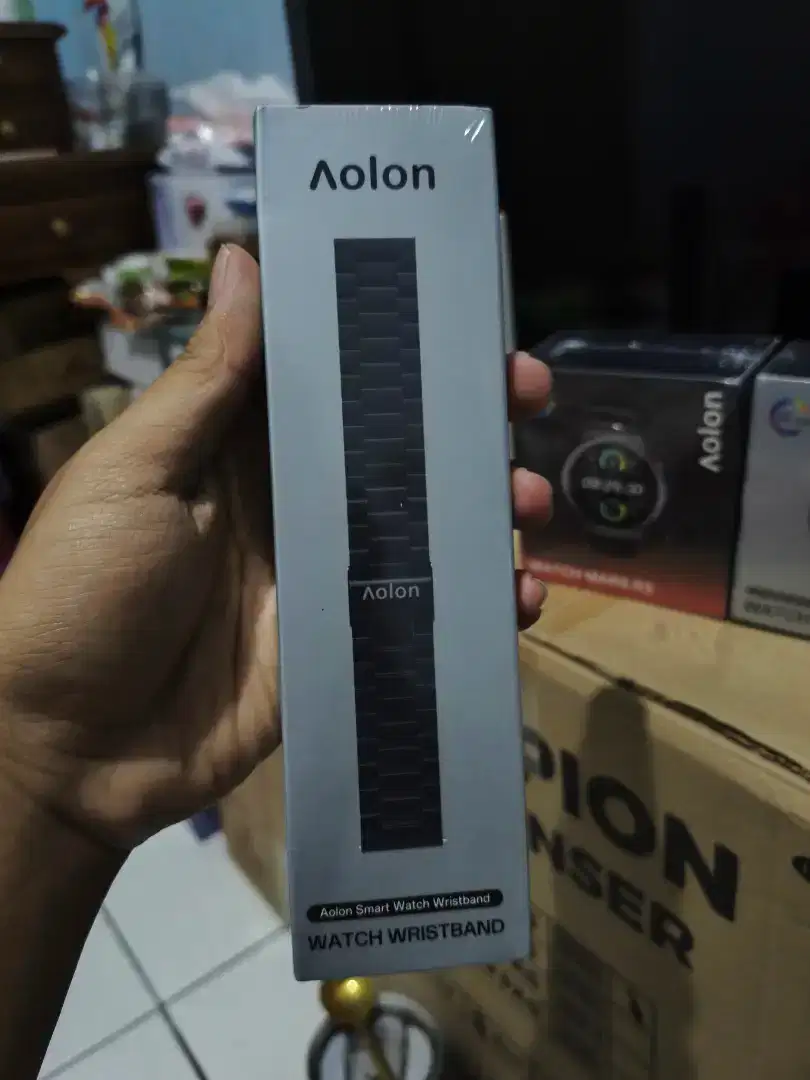 Aolon
Aolon
Aolon Smart Watch Wristband
WATCH WRISTBAND
Aolon
PION
NSER